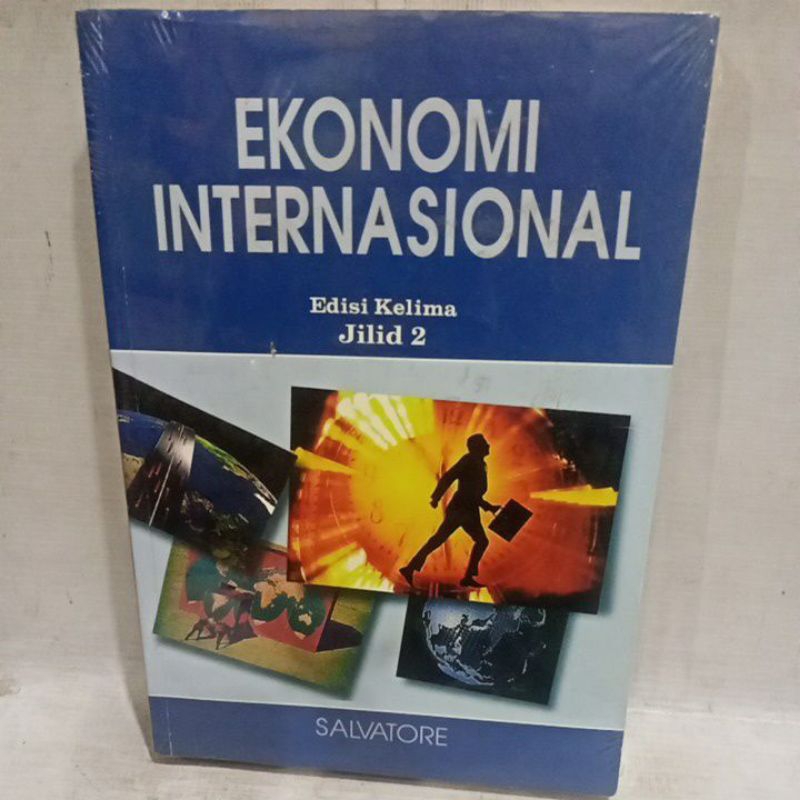 EKONOMI
INTERNASIONAL
Edisi Kelima
Jilid 2
SALVATORE